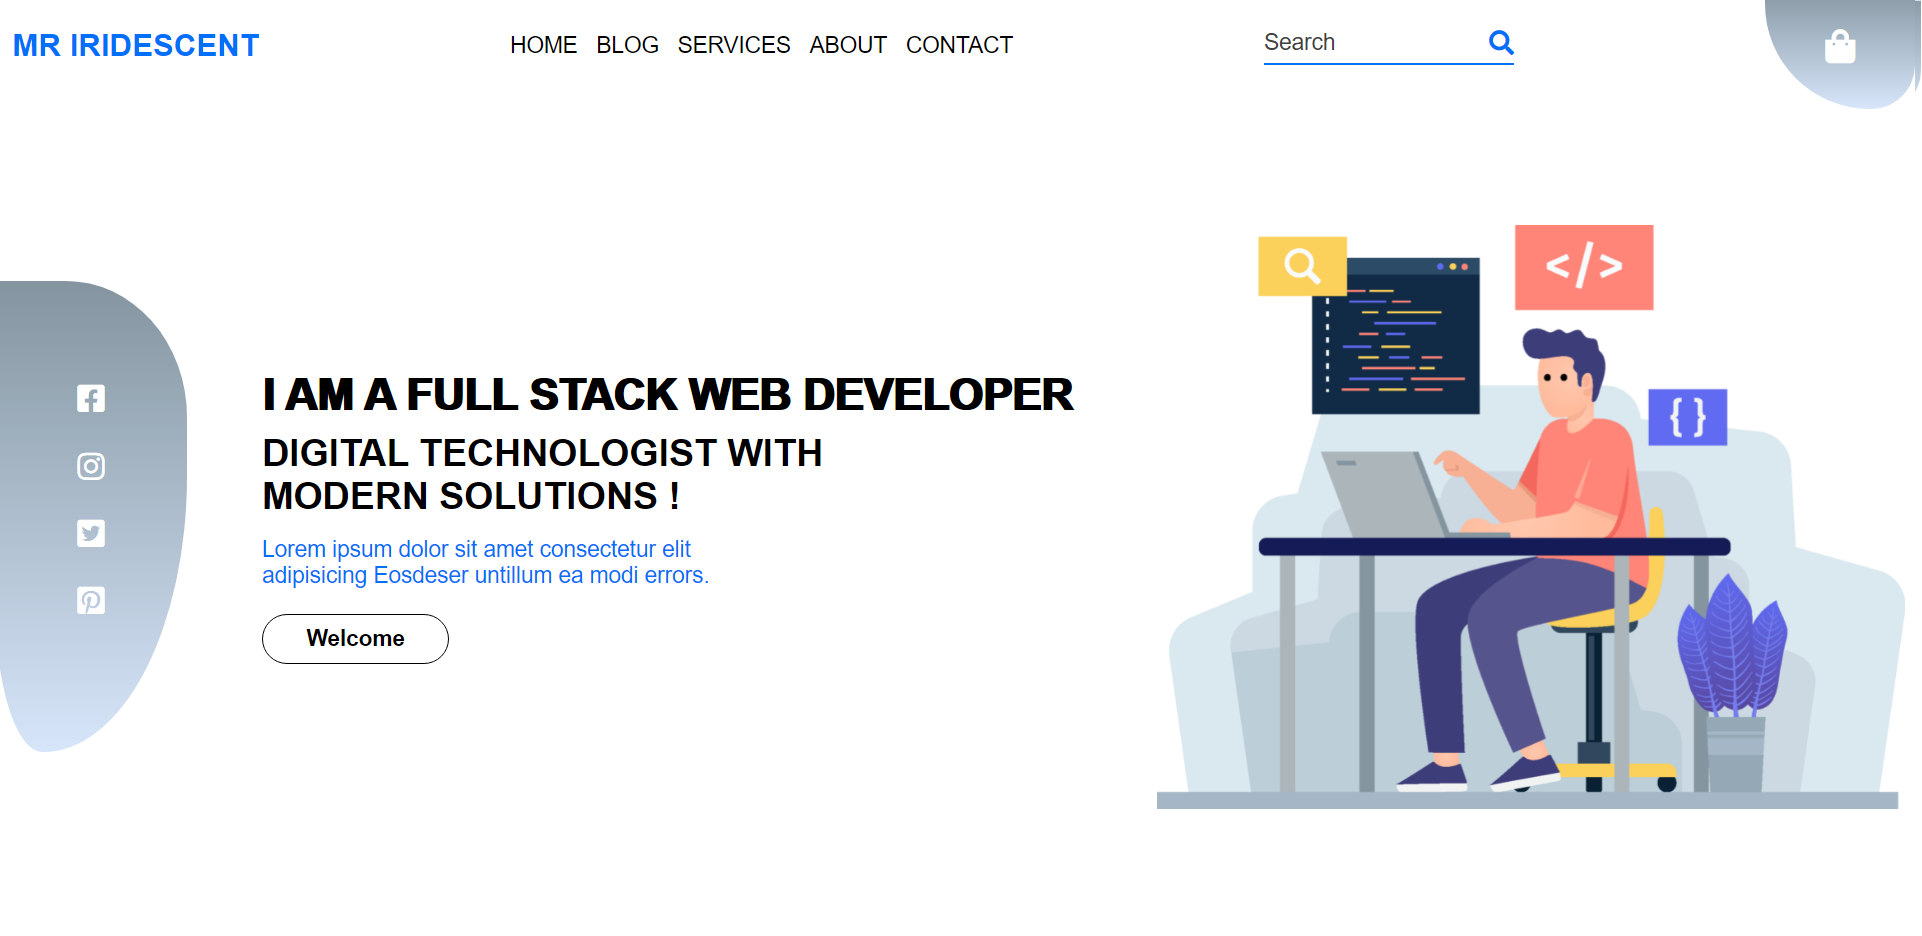 MR IRIDESCENT
HOME BLOG SERVICES ABOUT CONTACT
Search
</>
{ }
I AM A FULL STACK WEB DEVELOPER
DIGITAL TECHNOLOGIST WITH
MODERN SOLUTIONS !
Lorem ipsum dolor sit amet consectetur elit
adipisicing Eosdeser untillum ea modi errors.
Welcome